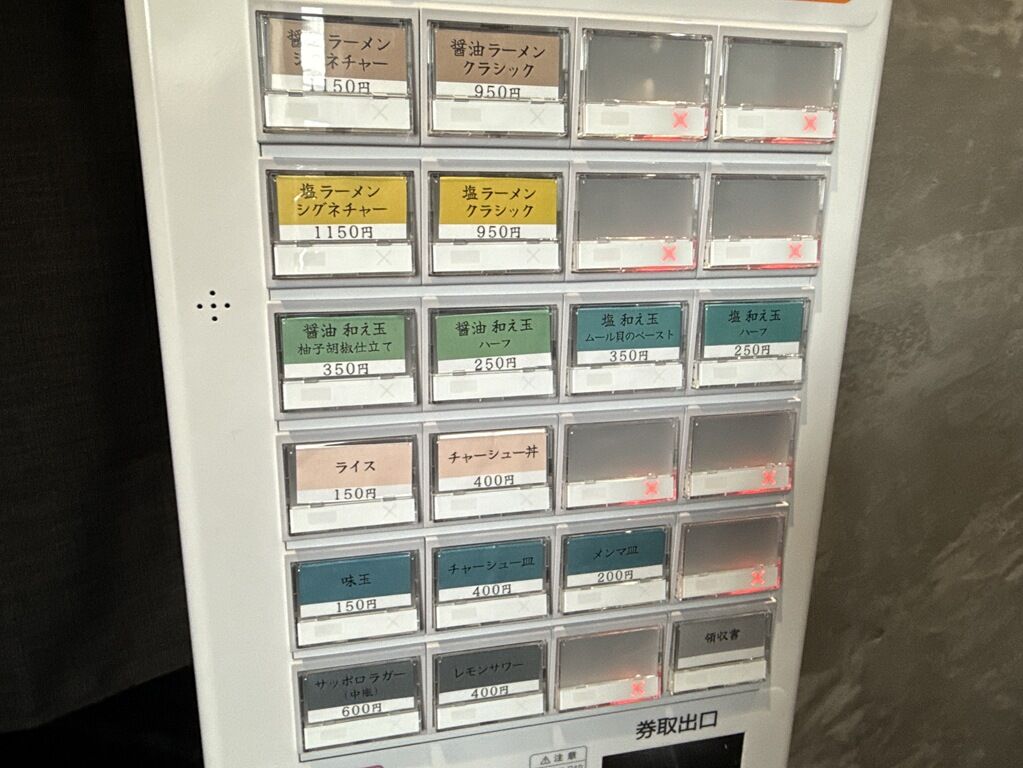 醤油ラーメン
シグネチャー
1150円
醤油ラーメン
クラシック
950円
塩ラーメン
シグネチャー
1150円
塩ラーメン
クラシック
950円
醤油 和え玉
柚子胡椒仕立て
350円
醤油 和え玉
ハーフ
250円
塩 和え玉
ムール貝のペースト
350円
塩 和え玉
ハーフ
250円
ライス
150円
チャーシュー丼
400円
味玉
150円
チャーシュー皿
400円
メンマ皿
200円
サッポロラガー
(中瓶)
600円
レモンサワー
400円
領収書
券取出口
注意